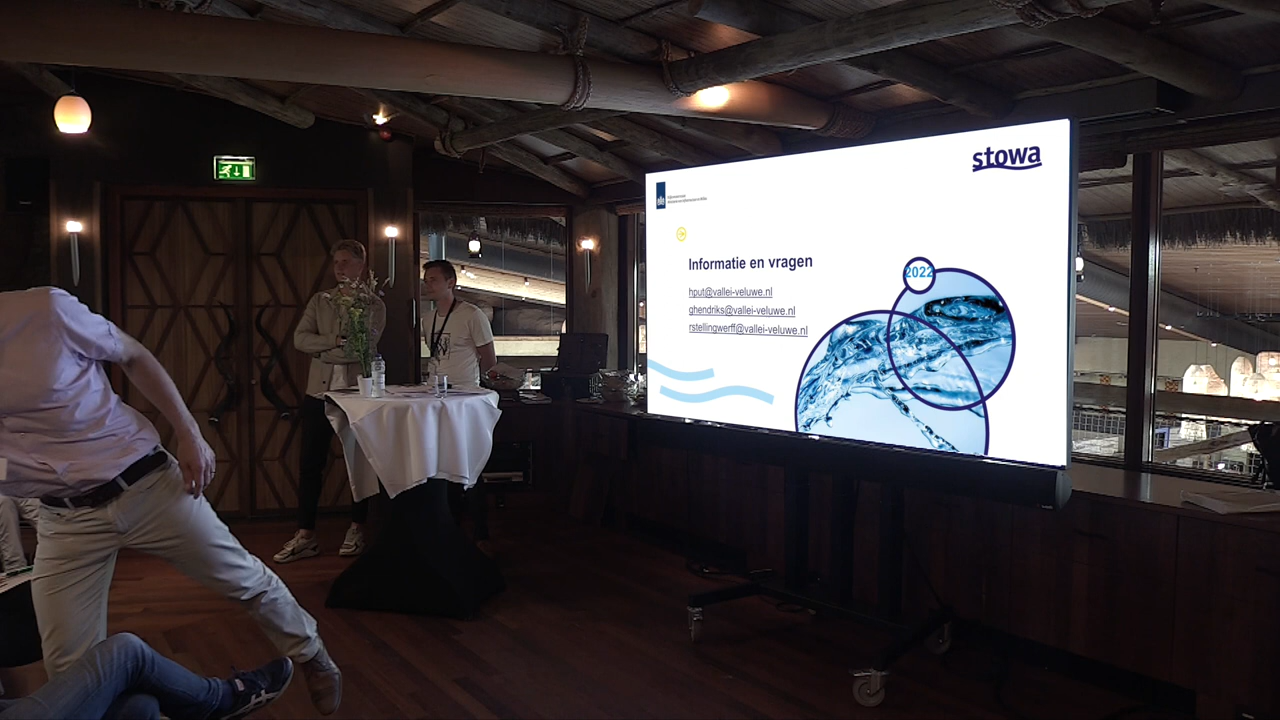 stowa
Informatie en vragen
2022
hput@vallei-veluwe.nl
ghendriks@vallei-veluwe.nl
rstellingwerff@vallei-veluwe.nl